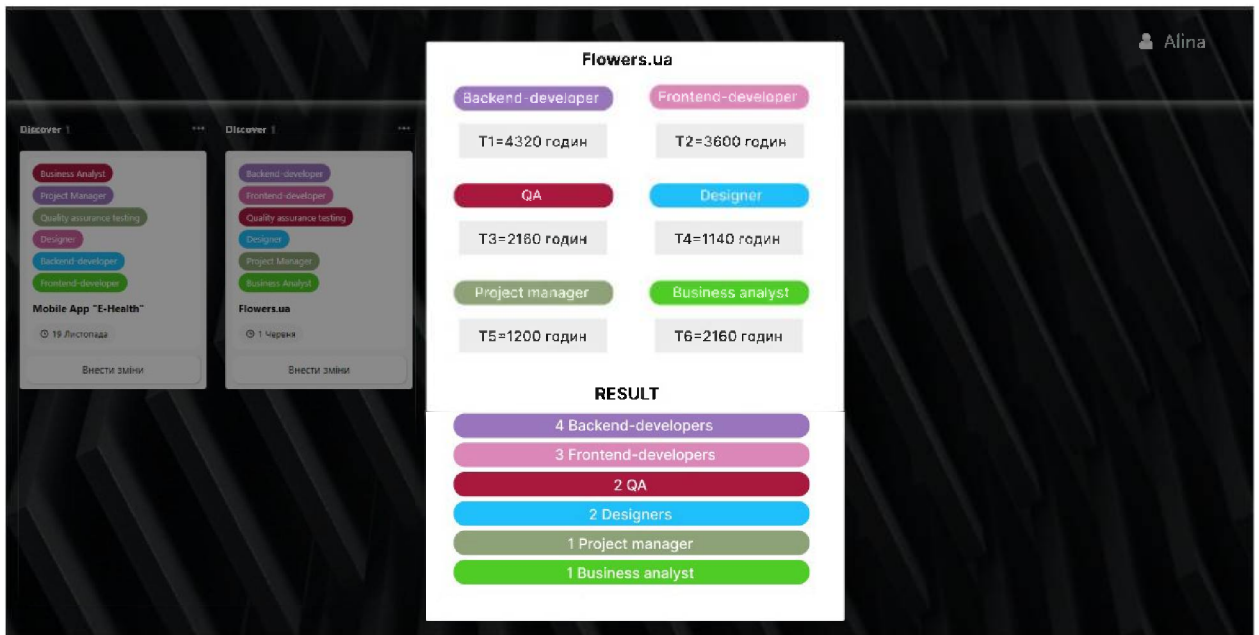 Alina
Discover 1 ···
Business Analyst
Project Manager
Quality assurance testing
Designer
Backend-developer
Frontend-developer
Mobile App "E-Health"
19 Листопада
Внести зміни
Discover 1 ···
Backend-developer
Frontend-developer
Quality assurance testing
Designer
Project Manager
Business Analyst
Flowers.ua
1 Червня
Внести зміни
Flowers.ua
Backend-developer Frontend-developer
T1=4320 годин T2=3600 годин
QA Designer
T3=2160 годин T4=1140 годин
Project manager Business analyst
T5=1200 годин T6=2160 годин
RESULT
4 Backend-developers
3 Frontend-developers
2 QA
2 Designers
1 Project manager
1 Business analyst